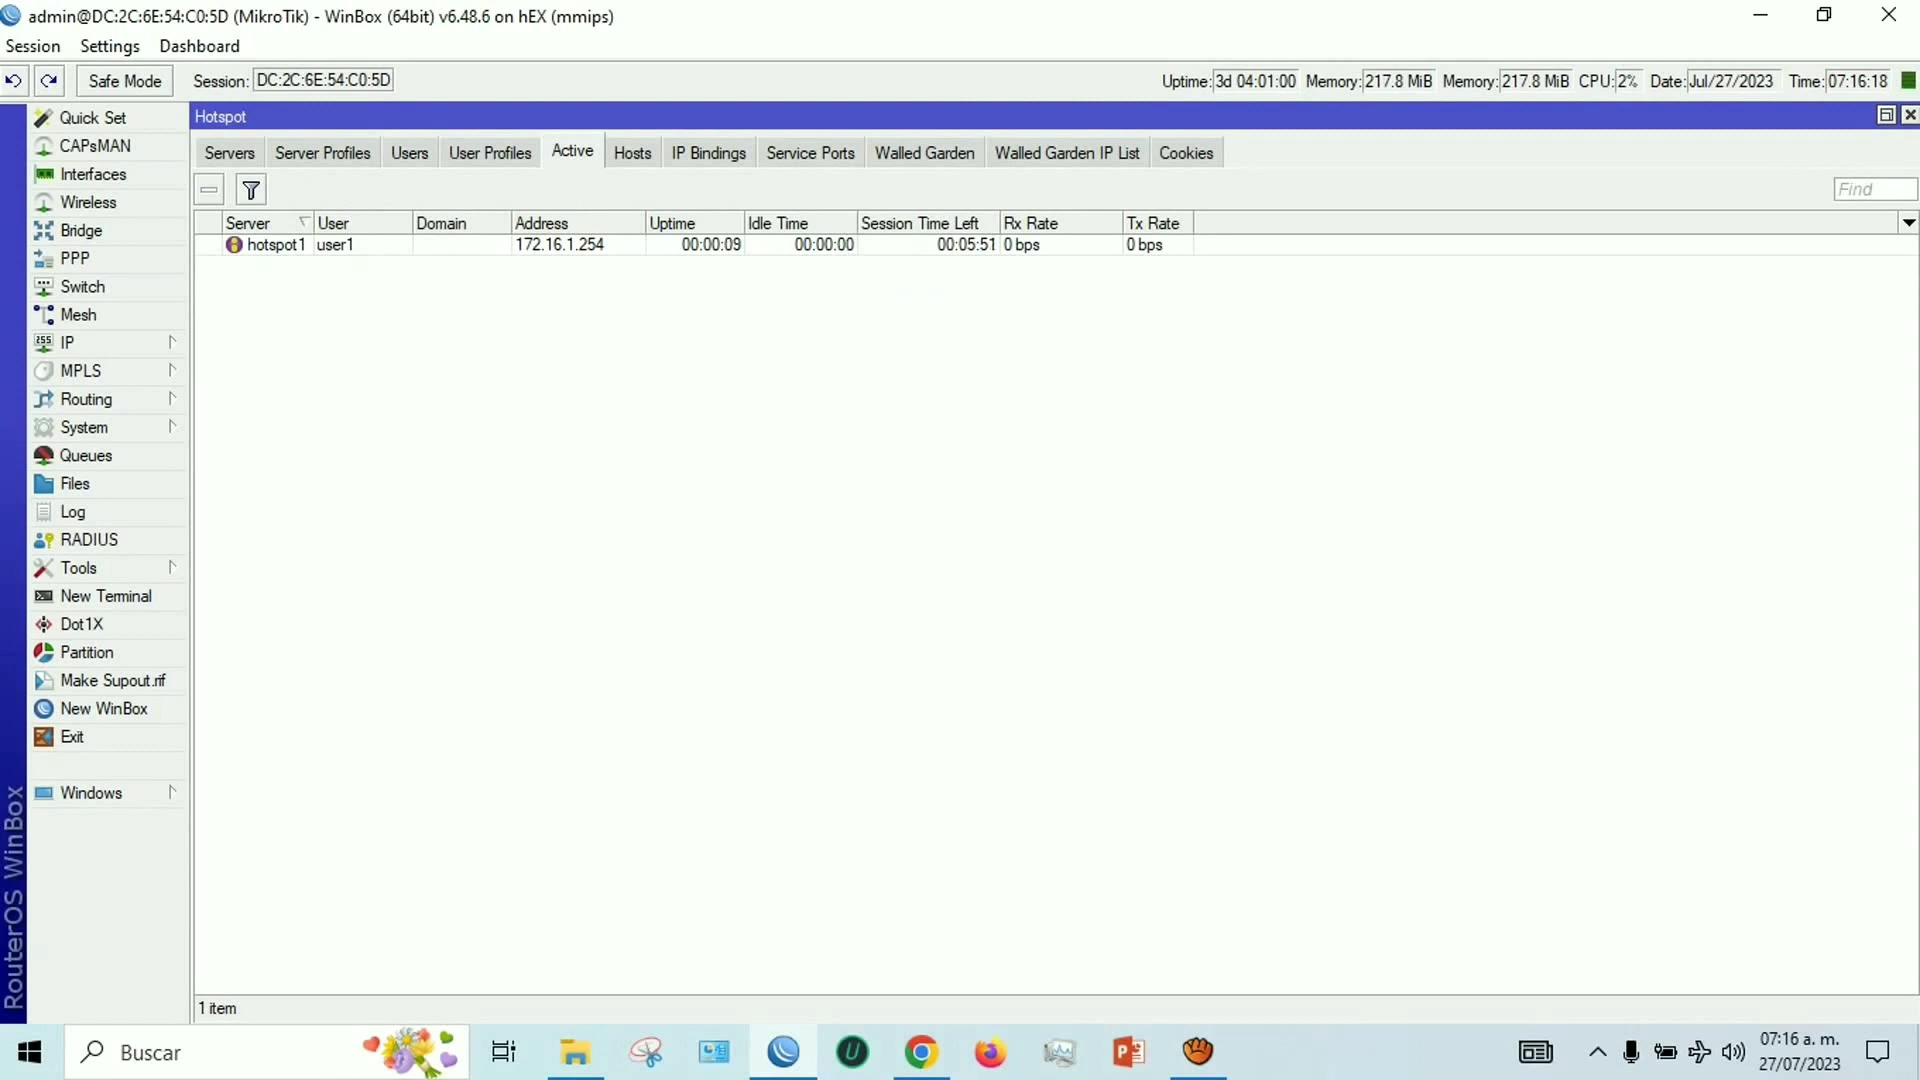 admin@DC:2C:6E:54:C0:5D (MikroTik) - WinBox (64bit) v6.48.6 on hEX (mmips)
Session Settings Dashboard
Safe Mode Session: DC:2C:6E:54:C0:5D Uptime: 3d 04:01:00 Memory: 217.8 MiB Memory: 217.8 MiB CPU: 2% Date: Jul/27/2023 Time: 07:16:18
Hotspot
Servers Server Profiles Users User Profiles Active Hosts IP Bindings Service Ports Walled Garden Walled Garden IP List Cookies
Find
Server User Domain Address Uptime Idle Time Session Time Left Rx Rate Tx Rate
hotspot1 user1 172.16.1.254 00:00:09 00:00:00 00:05:51 0 bps 0 bps
1 item
Quick Set
CAPsMAN
Interfaces
Wireless
Bridge
PPP
Switch
Mesh
IP
MPLS
Routing
System
Queues
Files
Log
RADIUS
Tools
New Terminal
Dot1X
Partition
Make Supout.rif
New WinBox
Exit
Windows
RouterOS WinBox
Buscar
07:16 a. m.
27/07/2023